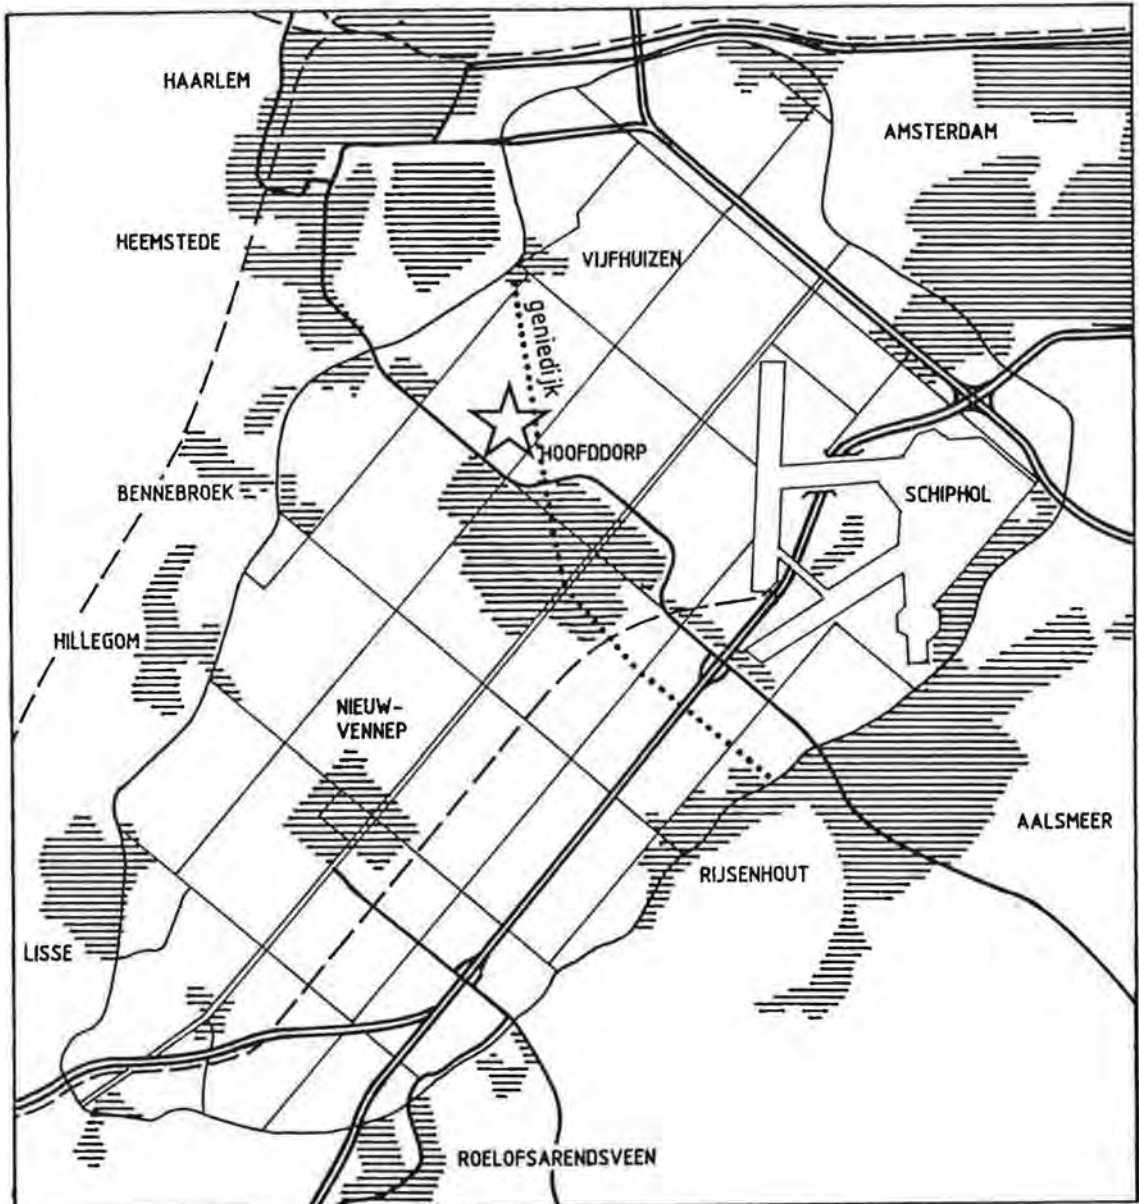 HAARLEM
AMSTERDAM
HEEMSTEDE
VIJFHUIZEN
geniedijk
HOOFDDORP
BENNEBROEK
SCHIPHOL
HILLEGOM
NIEUW-
VENNEP
AALSMEER
RIJSENHOUT
LISSE
ROELOFSARENDSVEEN